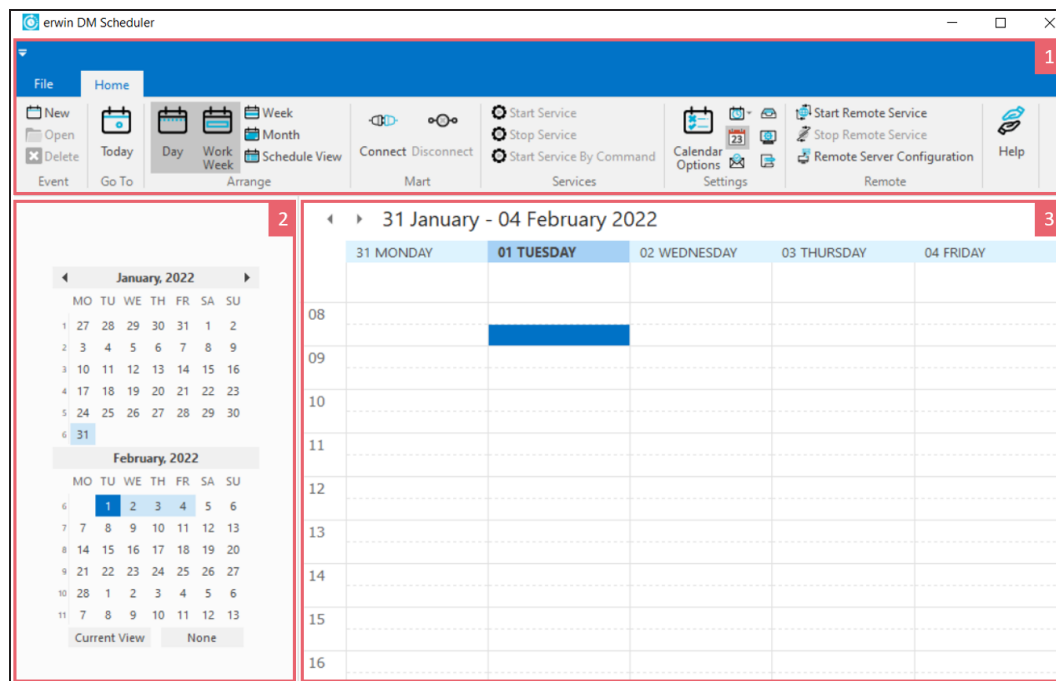 erwin DM Scheduler
1
File Home
New
Open
Delete
Event
Today
Go To
Day
Work Week
Week
Month
Schedule View
Arrange
Connect Disconnect
Mart
Start Service
Stop Service
Start Service By Command
Services
Calendar Options
23
Settings
Start Remote Service
Stop Remote Service
Remote Server Configuration
Remote
Help
2
January, 2022
MO TU WE TH FR SA SU
1 27 28 29 30 31 1 2
2 3 4 5 6 7 8 9
3 10 11 12 13 14 15 16
4 17 18 19 20 21 22 23
5 24 25 26 27 28 29 30
6 31
February, 2022
MO TU WE TH FR SA SU
6 1 2 3 4 5 6
7 7 8 9 10 11 12 13
8 14 15 16 17 18 19 20
9 21 22 23 24 25 26 27
10 28 1 2 3 4 5 6
11 7 8 9 10 11 12 13
Current View None
31 January - 04 February 2022
3
31 MONDAY 01 TUESDAY 02 WEDNESDAY 03 THURSDAY 04 FRIDAY
08
09
10
11
12
13
14
15
16